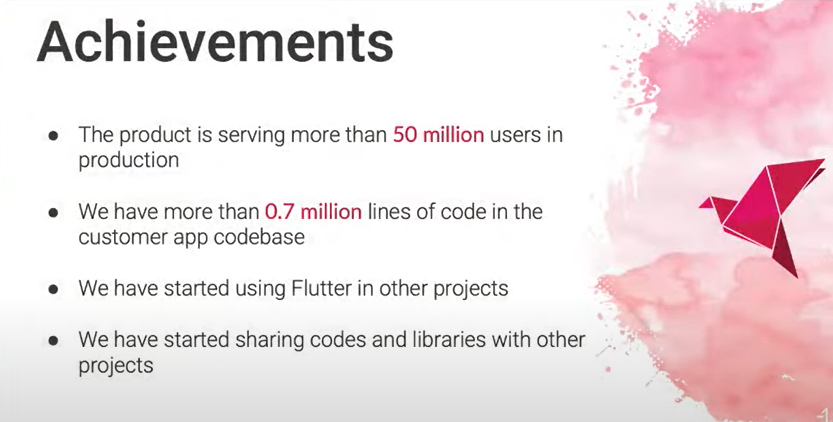 Achievements
● The product is serving more than 50 million users in
production
● We have more than 0.7 million lines of code in the
customer app codebase
● We have started using Flutter in other projects
● We have started sharing codes and libraries with other
projects